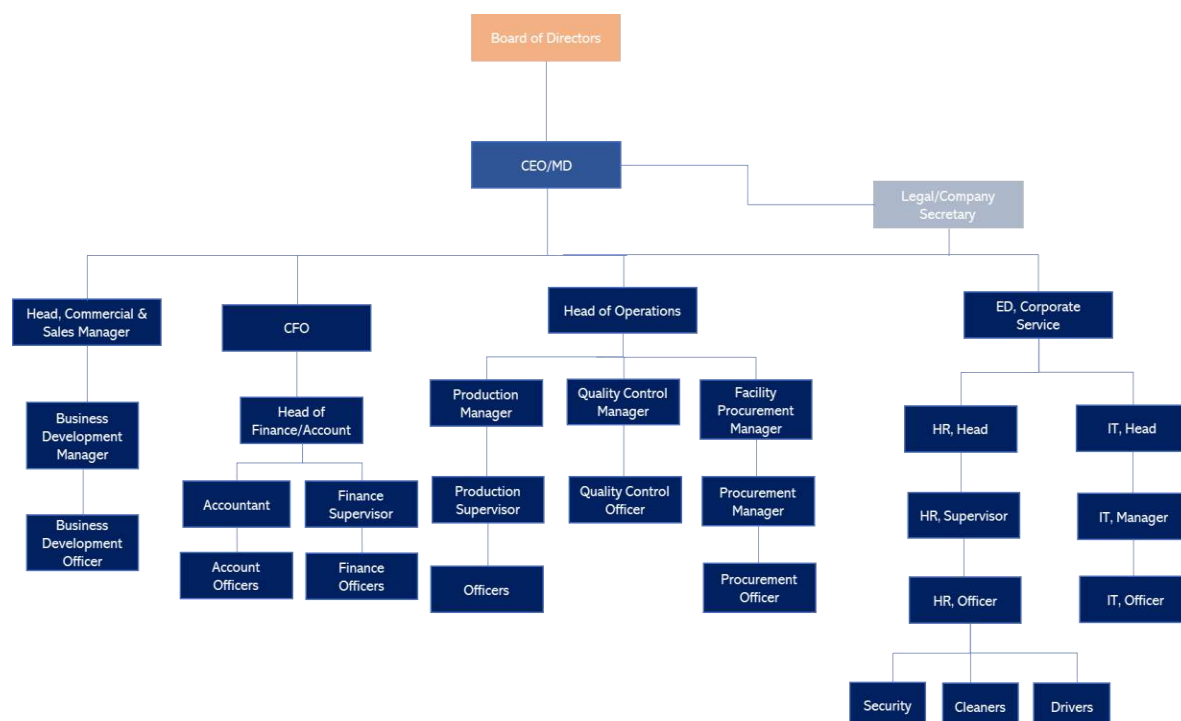 Board of Directors
CEO/MD
Legal/Company
Secretary
Head, Commercial &
Sales Manager
CFO
Head of Operations
ED, Corporate
Service
Business
Development
Manager
Head of
Finance/Account
Production
Manager
Quality Control
Manager
Facility
Procurement
Manager
HR, Head
IT, Head
Accountant
Finance
Supervisor
Production
Supervisor
Quality Control
Officer
Procurement
Manager
HR, Supervisor
IT, Manager
Business
Development
Officer
Account
Officers
Finance
Officers
Officers
Procurement
Officer
HR, Officer
IT, Officer
Security
Cleaners
Drivers